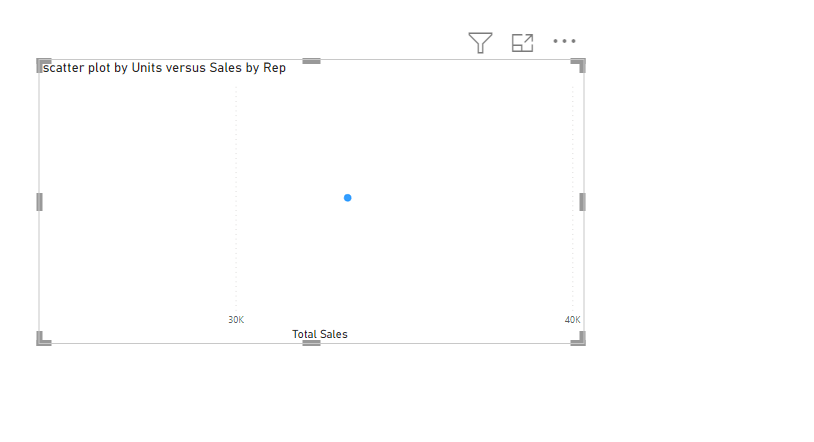 scatter plot by Units versus Sales by Rep
30K
40K
Total Sales